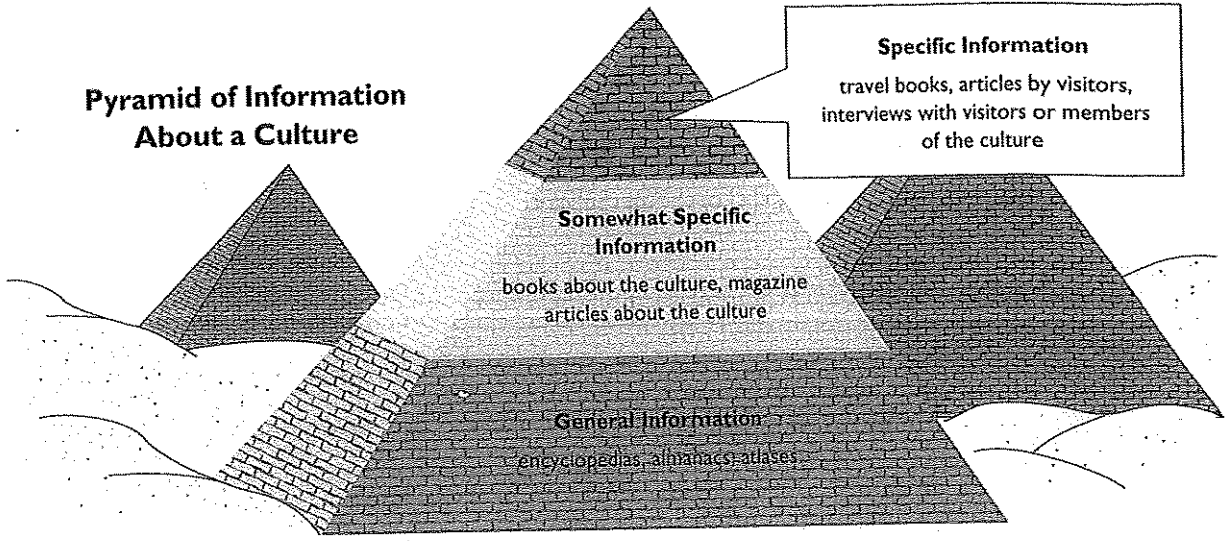 Pyramid of Information
About a Culture
Specific Information
travel books, articles by visitors,
interviews with visitors or members
of the culture
Somewhat Specific
Information
books about the culture, magazine
articles about the culture
General Information
encyclopedias, almanacs, atlases